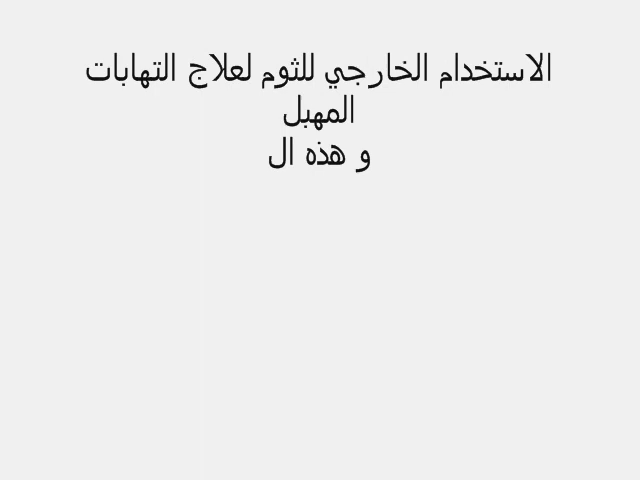 الاستخدام الخارجي للثوم لعلاج التهابات
المهبل
و هذه ال